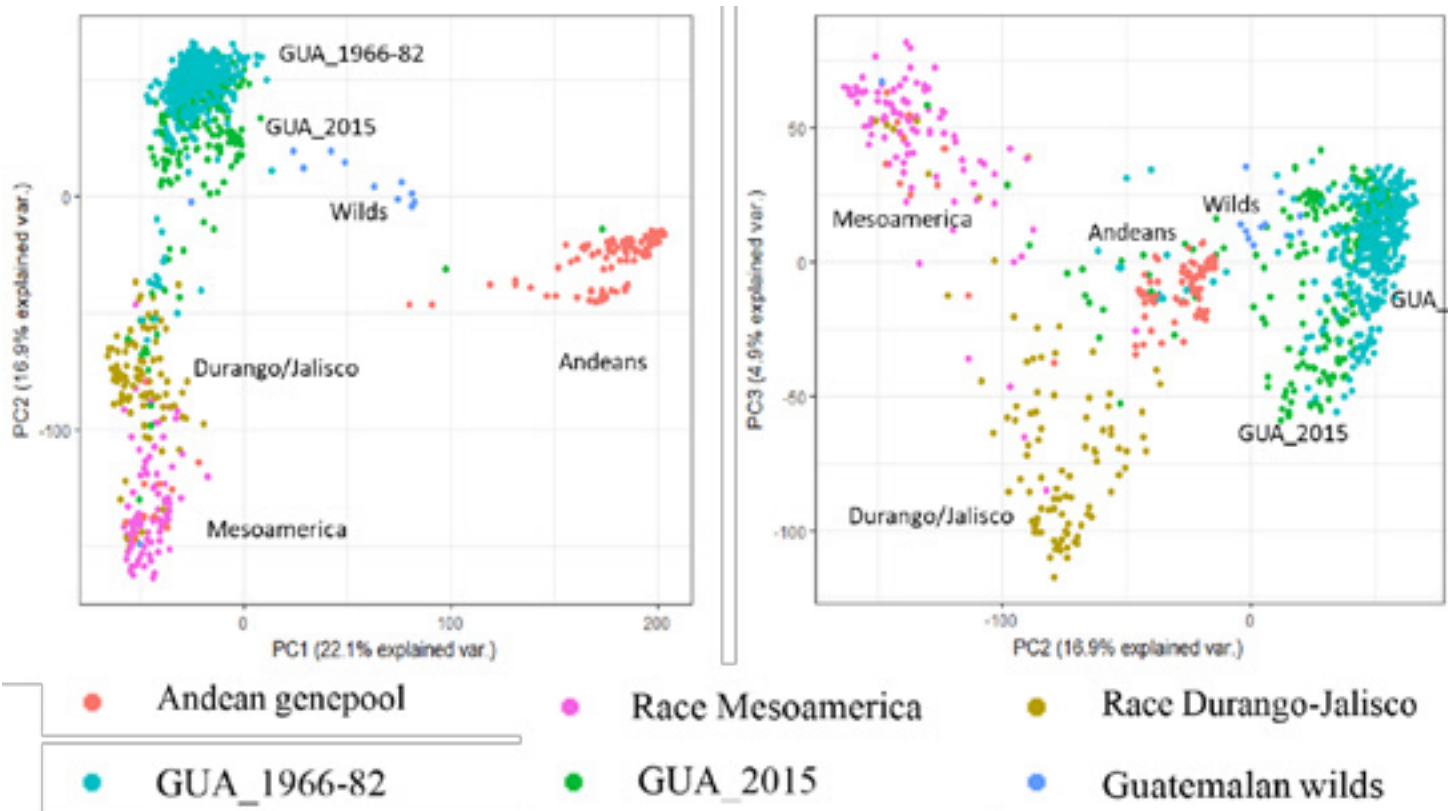 GUA_1966-82
GUA_2015
Wilds
Andeans
Durango/Jalisco
Mesoamerica
0
-100
PC2 (16.9% explained var.)
0
100
200
PC1 (22.1% explained var.)
Mesoamerica
Wilds
Andeans
GUA_
GUA_2015
Durango/Jalisco
50
0
-50
-100
PC3 (4.9% explained var.)
-100
0
PC2 (16.9% explained var.)
Andean genepool
Race Mesoamerica
Race Durango-Jalisco
GUA_1966-82
GUA_2015
Guatemalan wilds